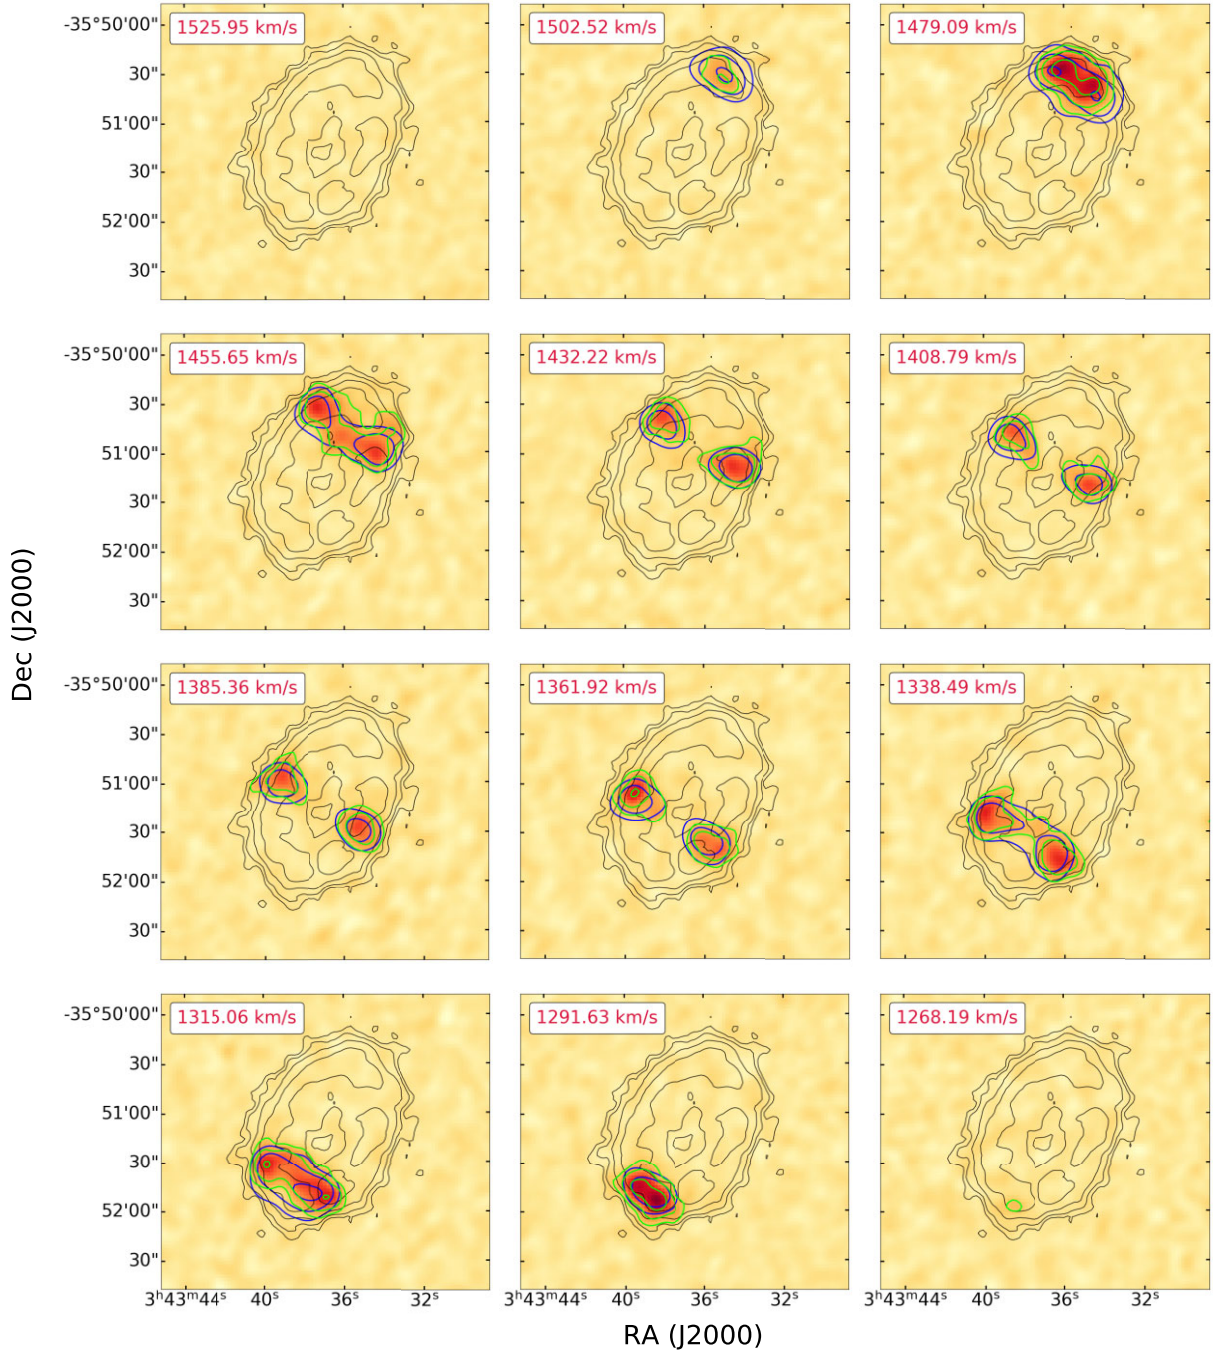 1525.95 km/s
1502.52 km/s
1479.09 km/s
-35°50'00"
30"
51'00"
30"
52'00"
30"
1455.65 km/s
1432.22 km/s
1408.79 km/s
-35°50'00"
30"
51'00"
30"
52'00"
30"
Dec (J2000)
1385.36 km/s
1361.92 km/s
1338.49 km/s
-35°50'00"
30"
51'00"
30"
52'00"
30"
1315.06 km/s
1291.63 km/s
1268.19 km/s
-35°50'00"
30"
51'00"
30"
52'00"
30"
3ʰ43ᵐ44ˢ 40ˢ 36ˢ 32ˢ
3ʰ43ᵐ44ˢ 40ˢ 36ˢ 32ˢ
3ʰ43ᵐ44ˢ 40ˢ 36ˢ 32ˢ
RA (J2000)